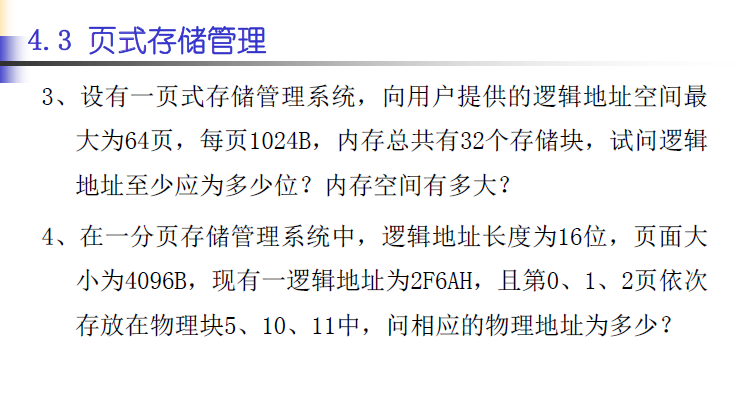 4.3 页式存储管理
3、设有一页式存储管理系统，向用户提供的逻辑地址空间最
大为64页，每页1024B，内存总共有32个存储块，试问逻辑
地址至少应为多少位？内存空间有多大？
4、在一分页存储管理系统中，逻辑地址长度为16位，页面大
小为4096B，现有一逻辑地址为2F6AH，且第0、1、2页依次
存放在物理块5、10、11中，问相应的物理地址为多少？